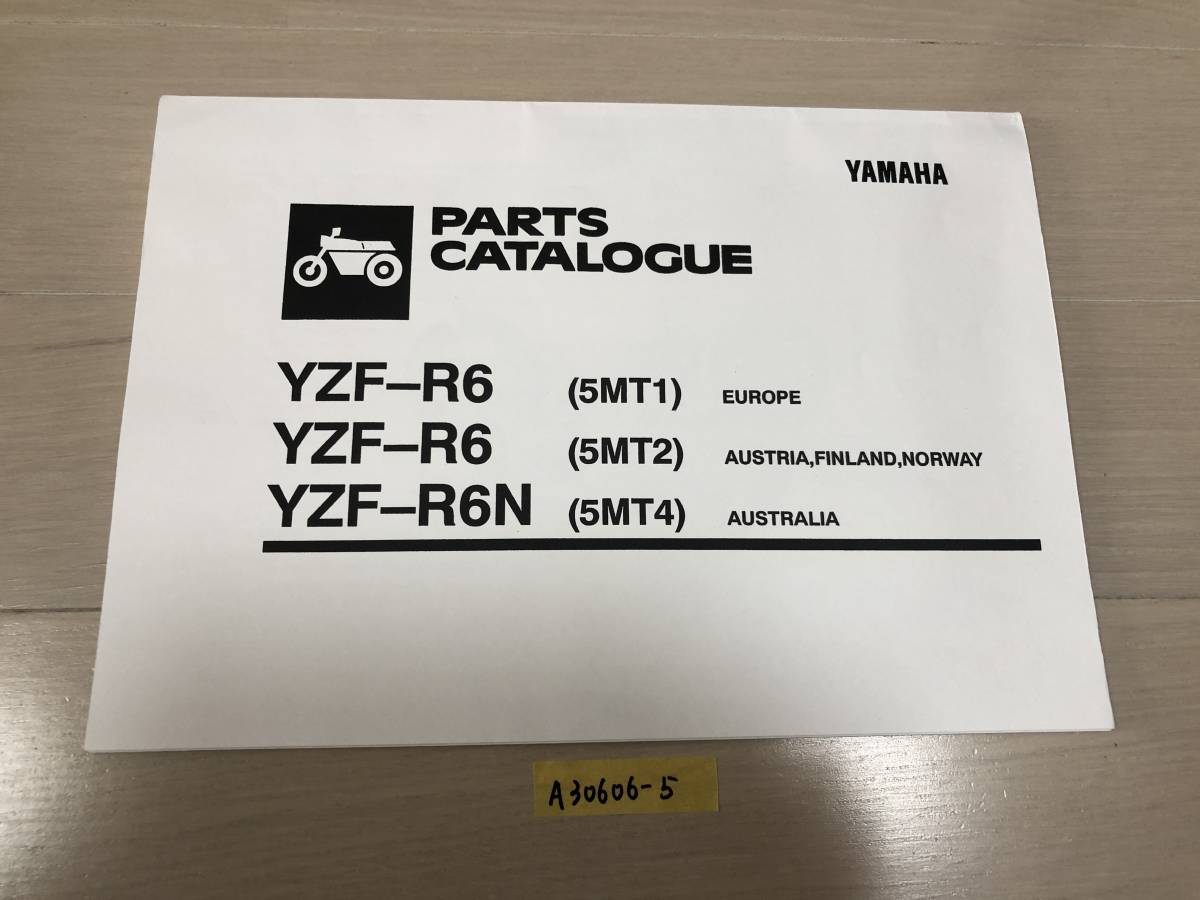 YAMAHA
PARTS
CATALOGUE
YZF–R6 (5MT1) EUROPE
YZF–R6 (5MT2) AUSTRIA,FINLAND,NORWAY
YZF–R6N (5MT4) AUSTRALIA
A30606-5